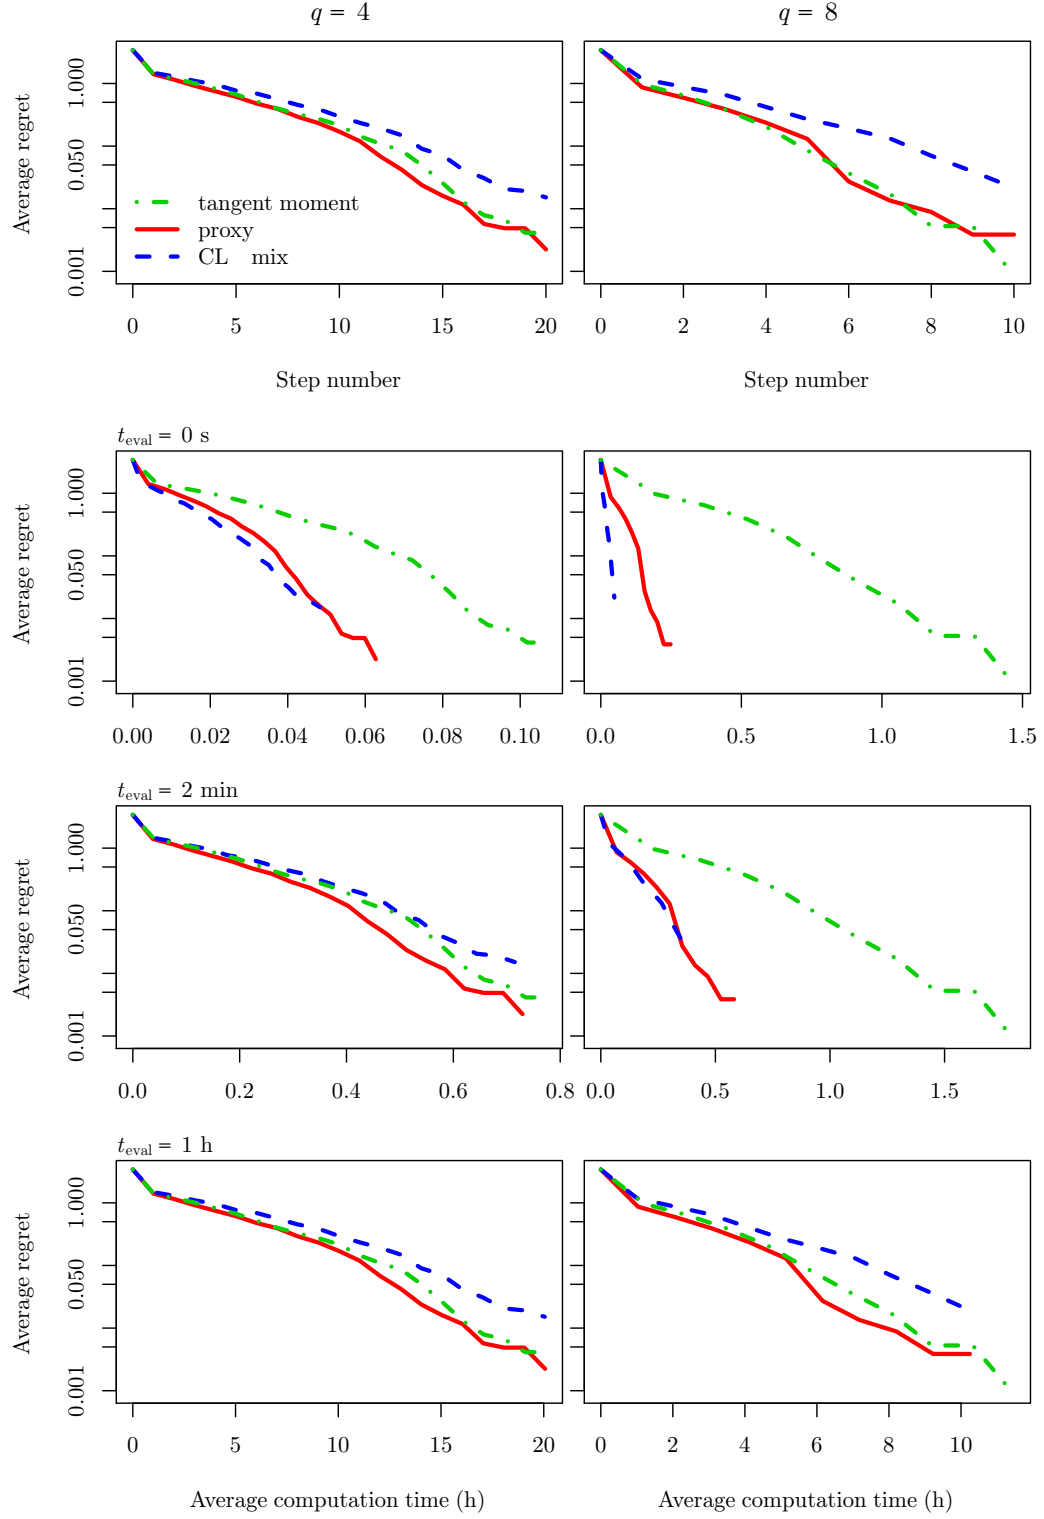 q = 4
q = 8
Average regret
1.000
0.050
0.001
tangent moment
proxy
CL mix
0 5 10 15 20
0 2 4 6 8 10
Step number
Step number
t_eval = 0 s
Average regret
1.000
0.050
0.001
0.00 0.02 0.04 0.06 0.08 0.10
0.0 0.5 1.0 1.5
t_eval = 2 min
Average regret
1.000
0.050
0.001
0.0 0.2 0.4 0.6 0.8
0.0 0.5 1.0 1.5
t_eval = 1 h
Average regret
1.000
0.050
0.001
0 5 10 15 20
0 2 4 6 8 10
Average computation time (h)
Average computation time (h)